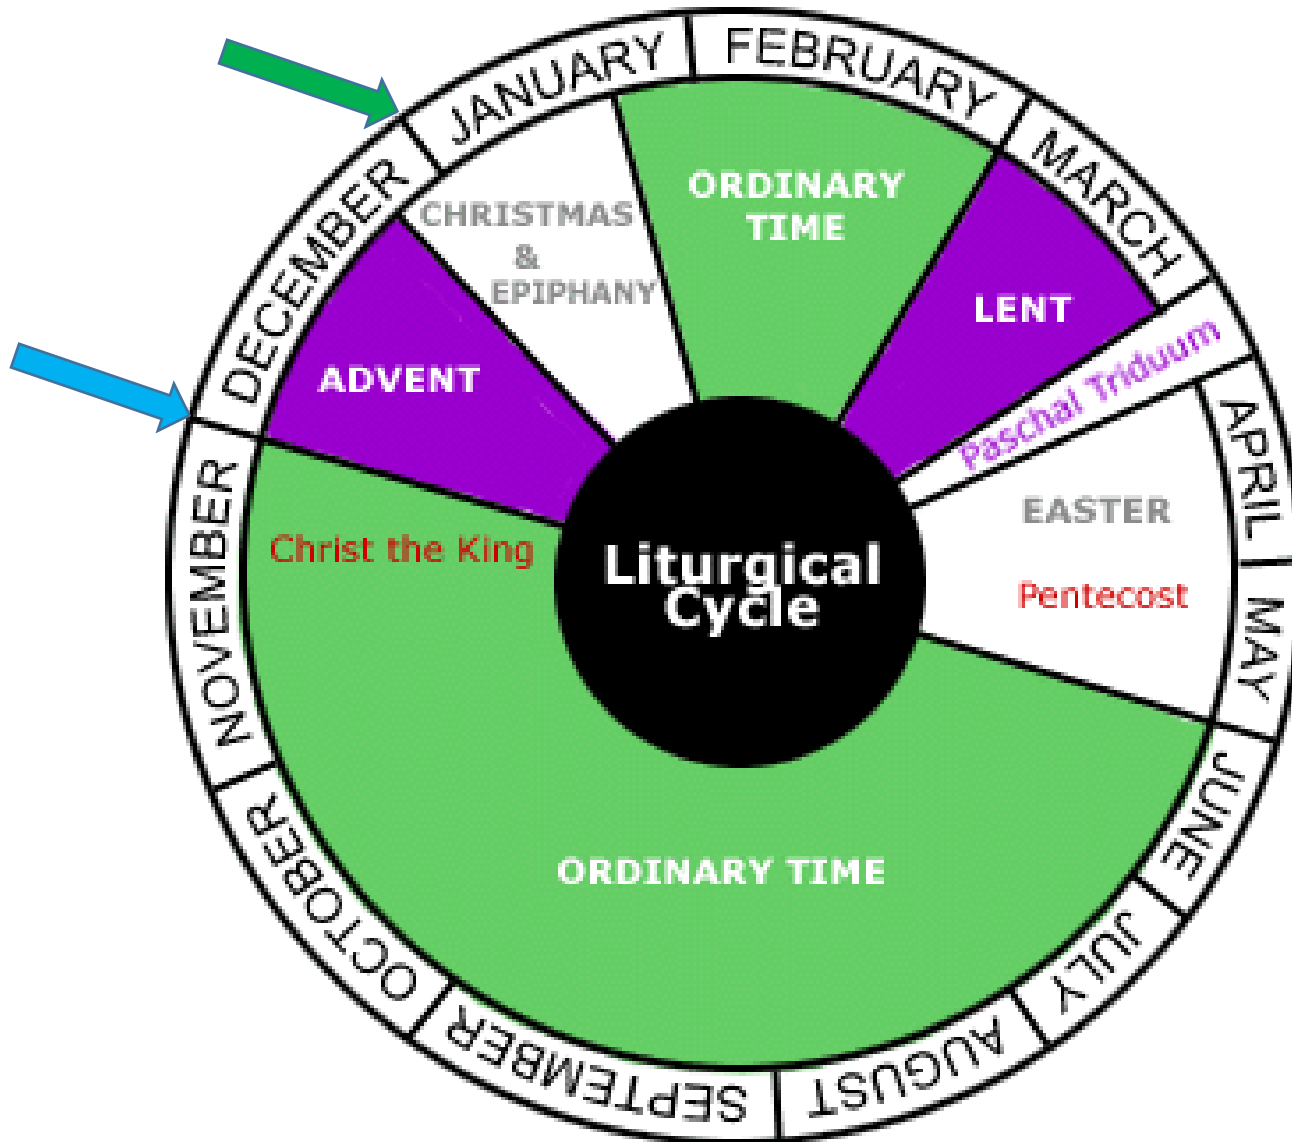 JANUARY
FEBRUARY
MARCH
APRIL
MAY
JUNE
JULY
AUGUST
SEPTEMBER
OCTOBER
NOVEMBER
DECEMBER
CHRISTMAS
&
EPIPHANY
ORDINARY
TIME
LENT
Paschal Triduum
EASTER
Pentecost
ORDINARY TIME
Christ the King
ADVENT
Liturgical
Cycle